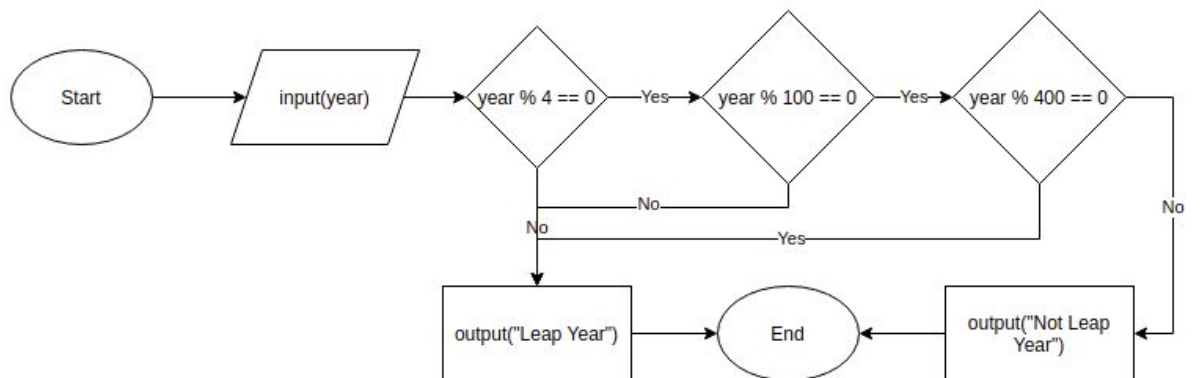 Start
input(year)
year % 4 == 0
Yes
year % 100 == 0
Yes
year % 400 == 0
No
No
No
Yes
output("Leap Year")
End
output("Not Leap
Year")